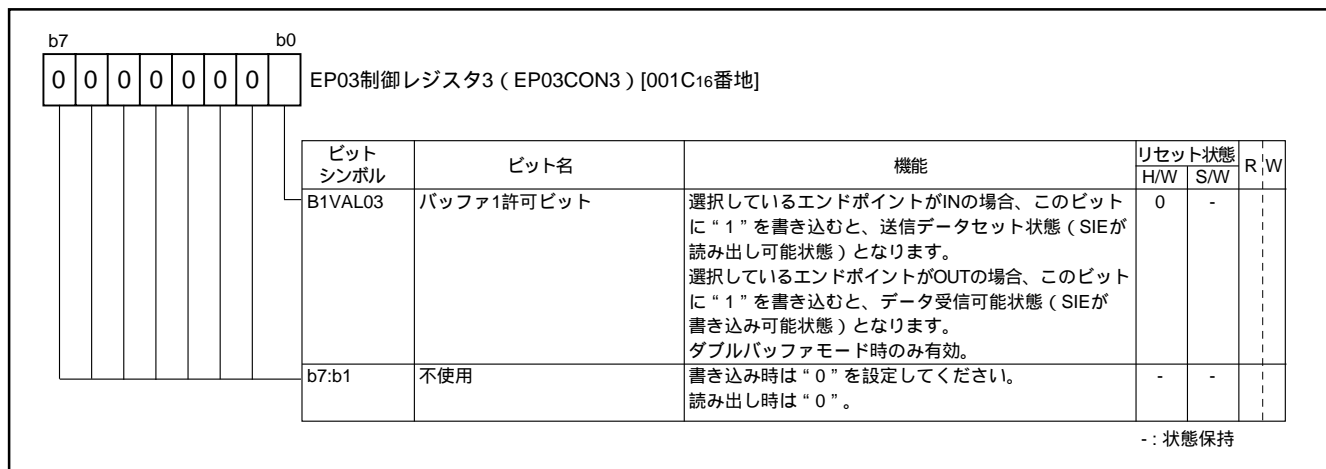 b7 b0
0 0 0 0 0 0 0
EP03制御レジスタ3（EP03CON3）[001C16番地]
ビットシンボル ビット名 機能 リセット状態 R W
H/W S/W
B1VAL03 バッファ1許可ビット 選択しているエンドポイントがINの場合、このビット 0 -
に“1”を書き込むと、送信データセット状態（SIEが
読み出し可能状態）となります。
選択しているエンドポイントがOUTの場合、このビット
に“1”を書き込むと、データ受信可能状態（SIEが
書き込み可能状態）となります。
ダブルバッファモード時のみ有効。
b7:b1 不使用 書き込み時は“0”を設定してください。 - -
読み出し時は“0”。
- : 状態保持